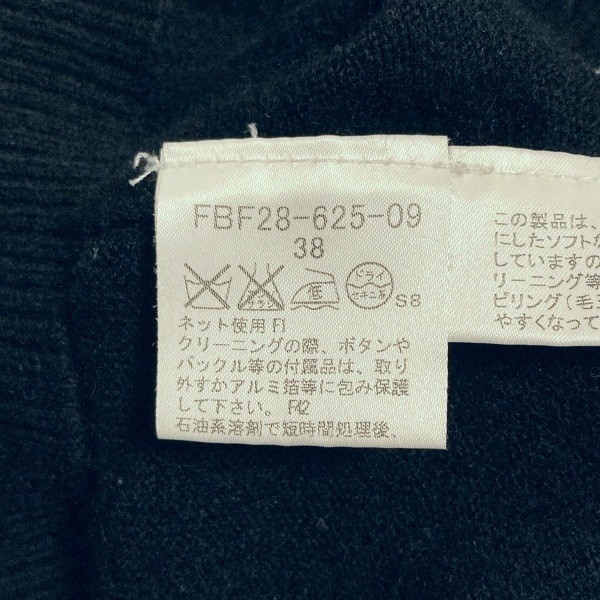 FBF28-625-09
38
低
ドライ
セキユ系
S8
ネット使用 F1
クリーニングの際、ボタンや
バックル等の付属品は、取り
外すかアルミ箔等に包み保護
して下さい。 F42
石油系溶剤で短時間処理後、
この製品は、
にしたソフトな
していますの
リーニング等
ピリング(毛玉
やすくなって